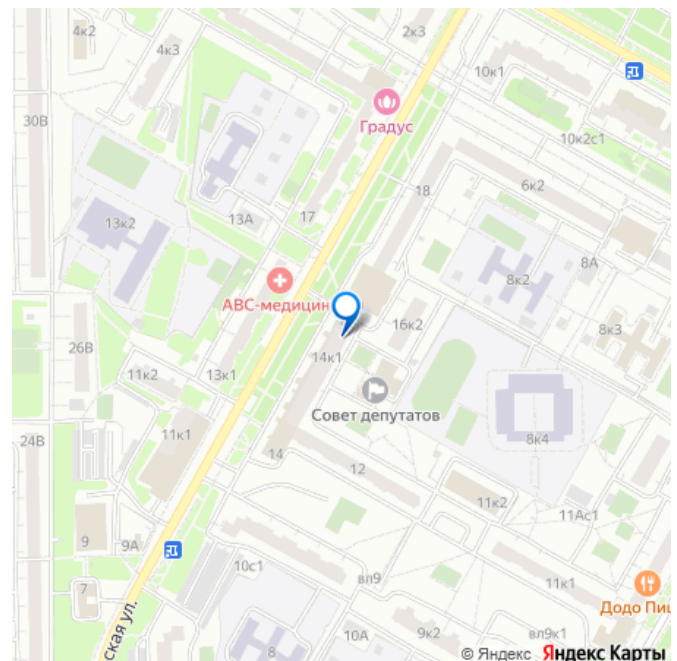 4к2
2к3
4к3
10к1
30В
Градус
10к2с1
18
6к2
13А
17
13к2
8А
8к2
АВС-медицин
16к2
8к3
26В
14к1
11к2
13к1
Совет депутатов
11к1
8к4
24В
14
12
11к2
11Ас1
9
9А
10с1
вл9
11к1
7
Додо Пиц
ская ул.
10А
9к2
вл9к1
8
© Яндекс Яндекс Карты